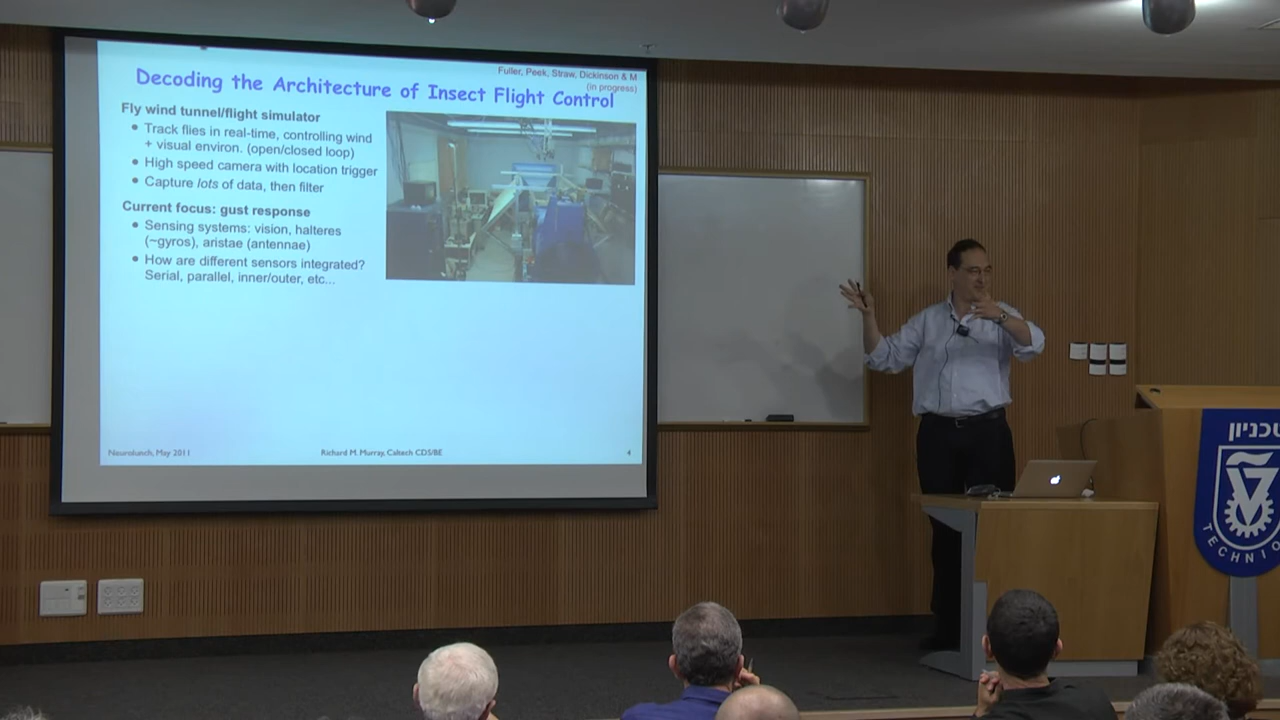 Fuller, Peek, Straw, Dickinson & M
(in progress)
Decoding the Architecture of Insect Flight Control
Fly wind tunnel/flight simulator
• Track flies in real-time, controlling wind
+ visual environ. (open/closed loop)
• High speed camera with location trigger
• Capture lots of data, then filter
Current focus: gust response
• Sensing systems: vision, halteres
(~gyros), aristae (antennae)
• How are different sensors integrated?
Serial, parallel, inner/outer, etc...
Neurolunch, May 2011
Richard M. Murray, Caltech CDS/BE
4
טכניון
TECHNIO